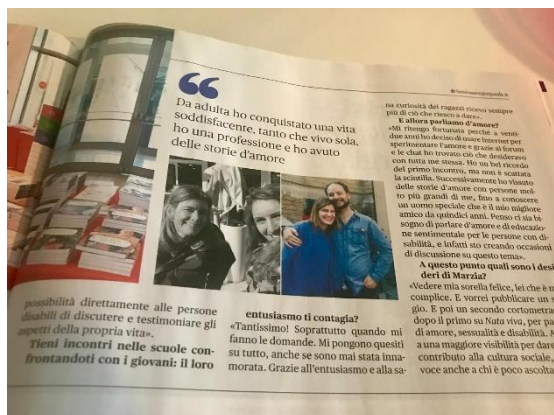 “
Da adulta ho conquistato una vita
soddisfacente, tanto che vivo sola,
ho una professione e ho avuto
delle storie d'amore
possibilità direttamente alle persone
disabili di discutere e testimoniare gli
aspetti della propria vita».
Tieni incontri nelle scuole con-
frontandoti con i giovani: il loro
entusiasmo ti contagia?
«Tantissimo! Soprattutto quando mi
fanno le domande. Mi pongono quesiti
su tutto, anche se sono mai stata inna-
morata. Grazie all'entusiasmo e alla sa-
na curiosità dei ragazzi ricevo sempre
più di ciò che riesco a dare».
E allora parliamo d'amore?
«Mi ritengo fortunata perché a venti-
due anni ho deciso di usare internet per
sperimentare l'amore e grazie ai forum
e le chat ho trovato ciò che desideravo
con tutta me stessa. Ho un bel ricordo
del primo incontro, ma non è scattata
la scintilla. Successivamente ho vissuto
delle storie d'amore con persone mol-
to più grandi di me, fino a conoscere
un uomo speciale che è il mio migliore
amico da quindici anni. Penso ci sia bi-
sogno di parlare d'amore e di educazio-
ne sentimentale per le persone con di-
sabilità, e infatti sto creando occasioni
di discussione su questo tema».
A questo punto quali sono i desi
deri di Marzia?
«Vedere mia sorella felice, lei che è m
complice. E vorrei pubblicare un
gio. E poi un secondo cortometra
dopo il primo su Nata viva, per pa
di amore, sessualità e disabilità.
a una maggiore visibilità per dare
contributo alla cultura sociale,
voce anche a chi è poco ascolta